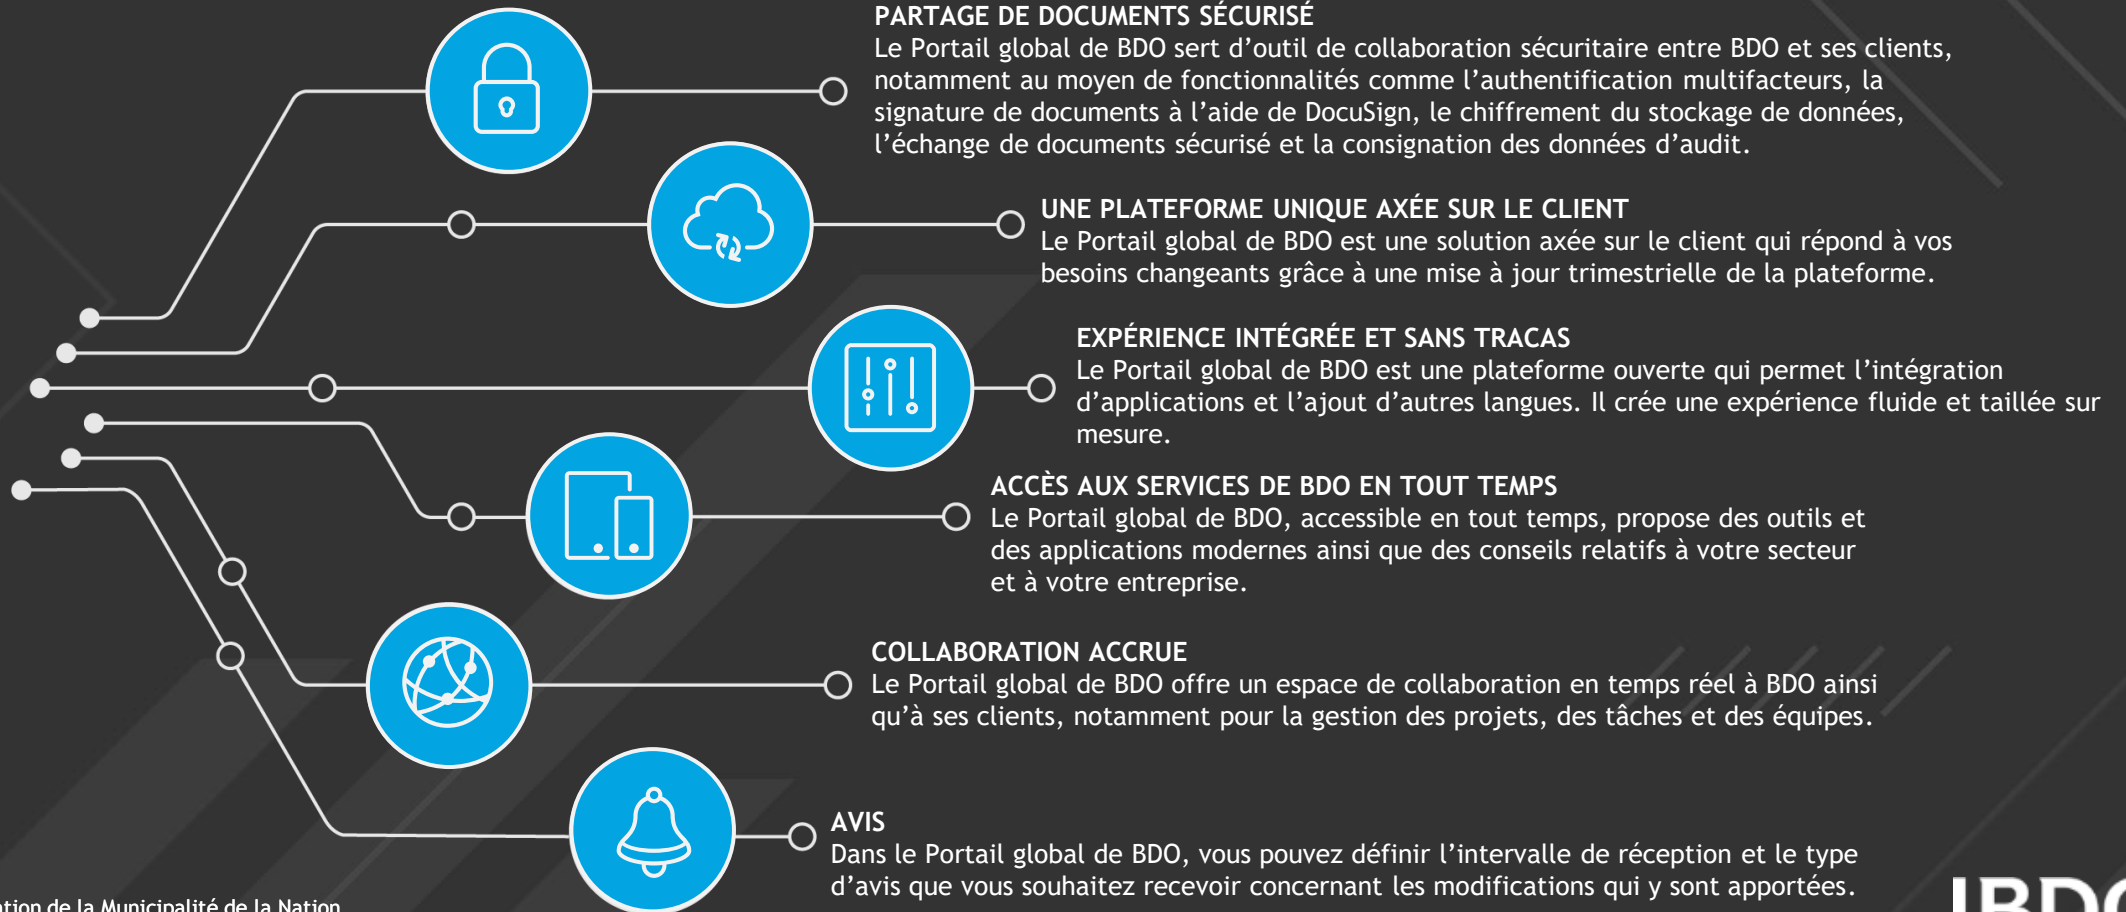 PARTAGE DE DOCUMENTS SÉCURISÉ
Le Portail global de BDO sert d’outil de collaboration sécuritaire entre BDO et ses clients,
notamment au moyen de fonctionnalités comme l’authentification multifacteurs, la
signature de documents à l’aide de DocuSign, le chiffrement du stockage de données,
l’échange de documents sécurisé et la consignation des données d’audit.
UNE PLATEFORME UNIQUE AXÉE SUR LE CLIENT
Le Portail global de BDO est une solution axée sur le client qui répond à vos
besoins changeants grâce à une mise à jour trimestrielle de la plateforme.
EXPÉRIENCE INTÉGRÉE ET SANS TRACAS
Le Portail global de BDO est une plateforme ouverte qui permet l’intégration
d’applications et l’ajout d’autres langues. Il crée une expérience fluide et taillée sur
mesure.
ACCÈS AUX SERVICES DE BDO EN TOUT TEMPS
Le Portail global de BDO, accessible en tout temps, propose des outils et
des applications modernes ainsi que des conseils relatifs à votre secteur
et à votre entreprise.
COLLABORATION ACCRUE
Le Portail global de BDO offre un espace de collaboration en temps réel à BDO ainsi
qu’à ses clients, notamment pour la gestion des projets, des tâches et des équipes.
AVIS
Dans le Portail global de BDO, vous pouvez définir l’intervalle de réception et le type
d’avis que vous souhaitez recevoir concernant les modifications qui y sont apportées.
de la Municipalité de la Nation
BDO